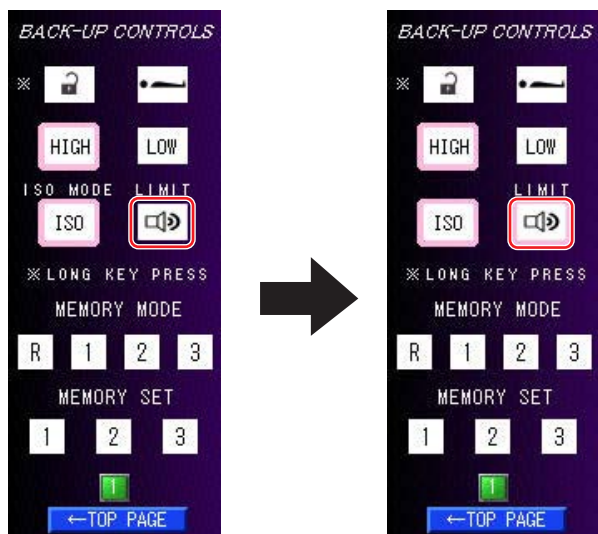 BACK-UP CONTROLS
※
HIGH LOW
ISO MODE LIMIT
ISO
※LONG KEY PRESS
MEMORY MODE
R 1 2 3
MEMORY SET
1 2 3
1
←TOP PAGE
BACK-UP CONTROLS
※
HIGH LOW
LIMIT
ISO
※LONG KEY PRESS
MEMORY MODE
R 1 2 3
MEMORY SET
1 2 3
1
←TOP PAGE